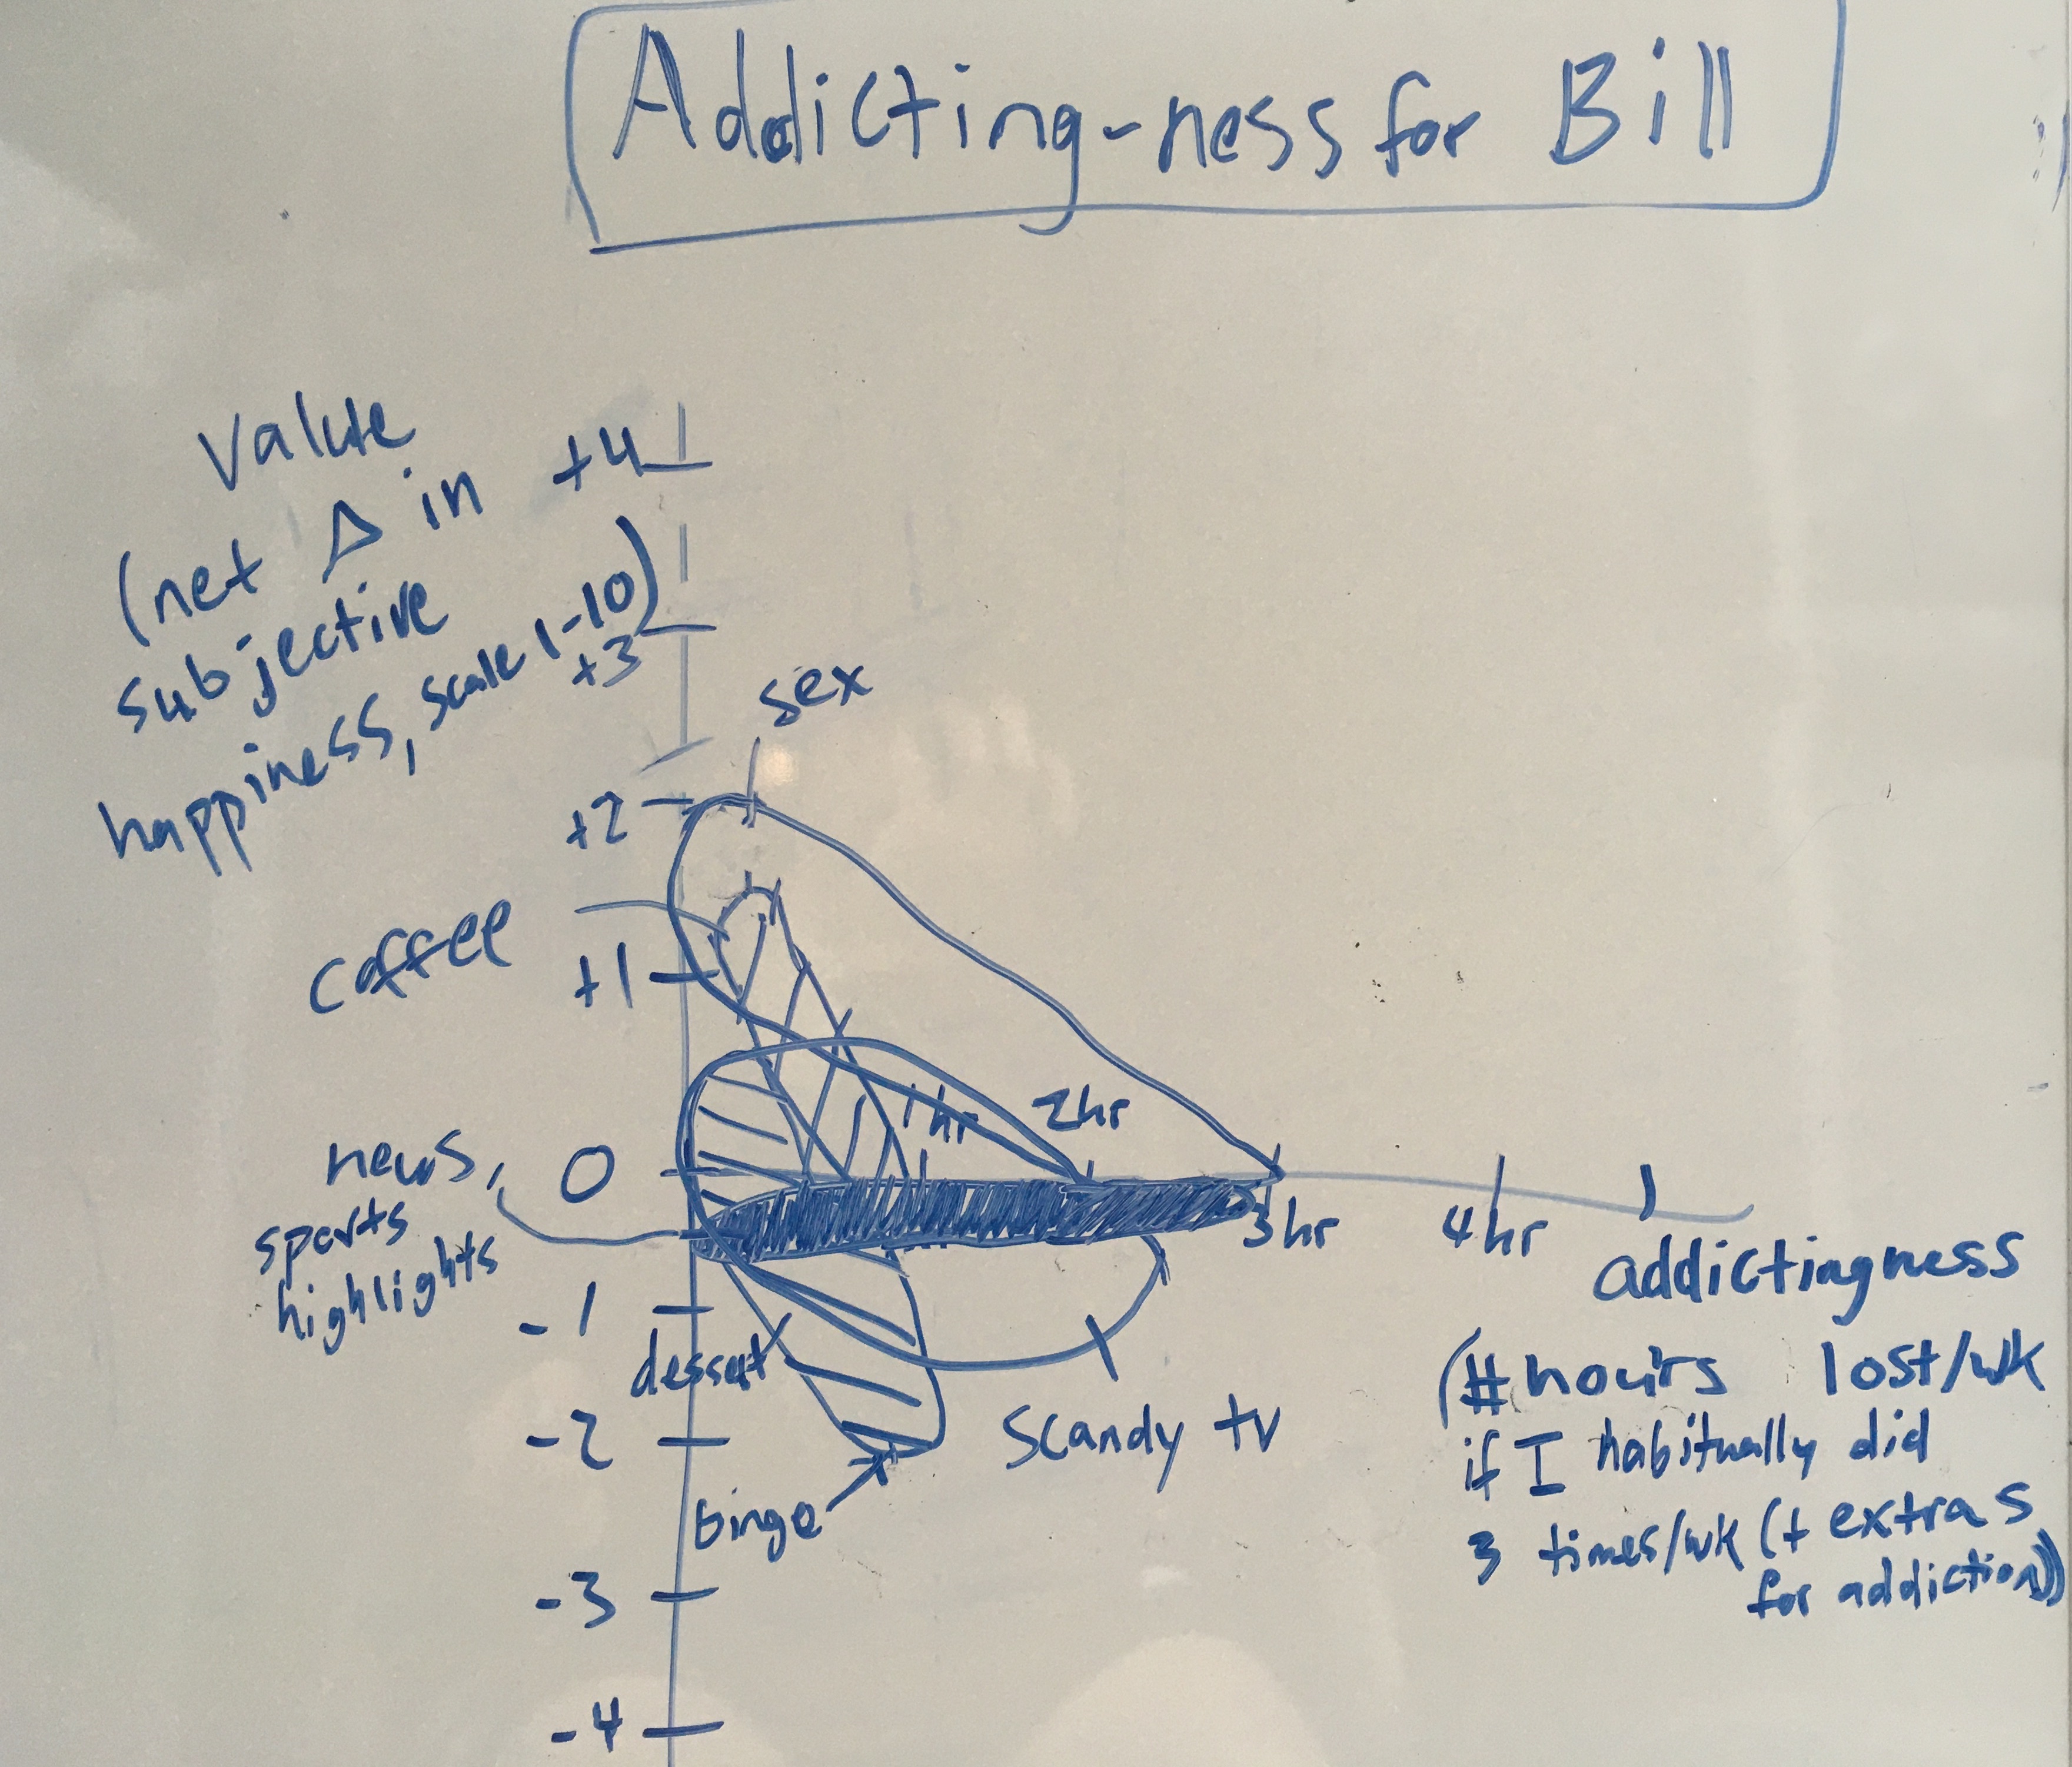 Addicting-ness for Bill
Value
(net Δ in
subjective
happiness, scale 1-10)
+4
+3
sex
+2
coffee
+1
1hr
2hr
news,
sports
highlights
0
3hr
4hr
addictingness
(# hours lost/wk
if I habitually did
3 times/wk (+ extras
for addiction))
-1
dessert
-2
Scandy tv
binge
-3
-4